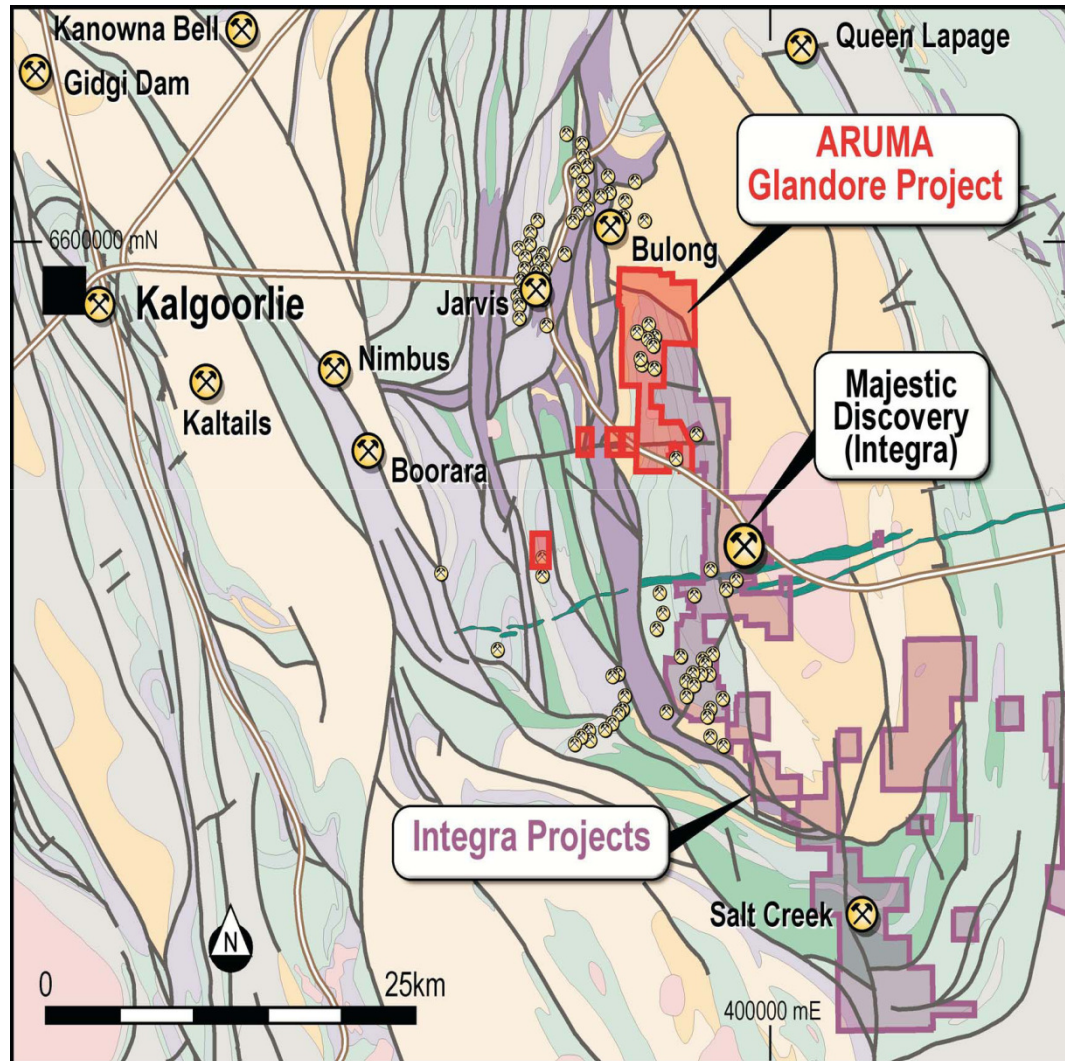 Kanowna Bell
Gidgi Dam
Queen Lapage
ARUMA
Glandore Project
6600000 mN
Bulong
Kalgoorlie
Jarvis
Nimbus
Kaltails
Majestic
Discovery
(Integra)
Boorara
Integra Projects
Salt Creek
N
0
25km
400000 mE